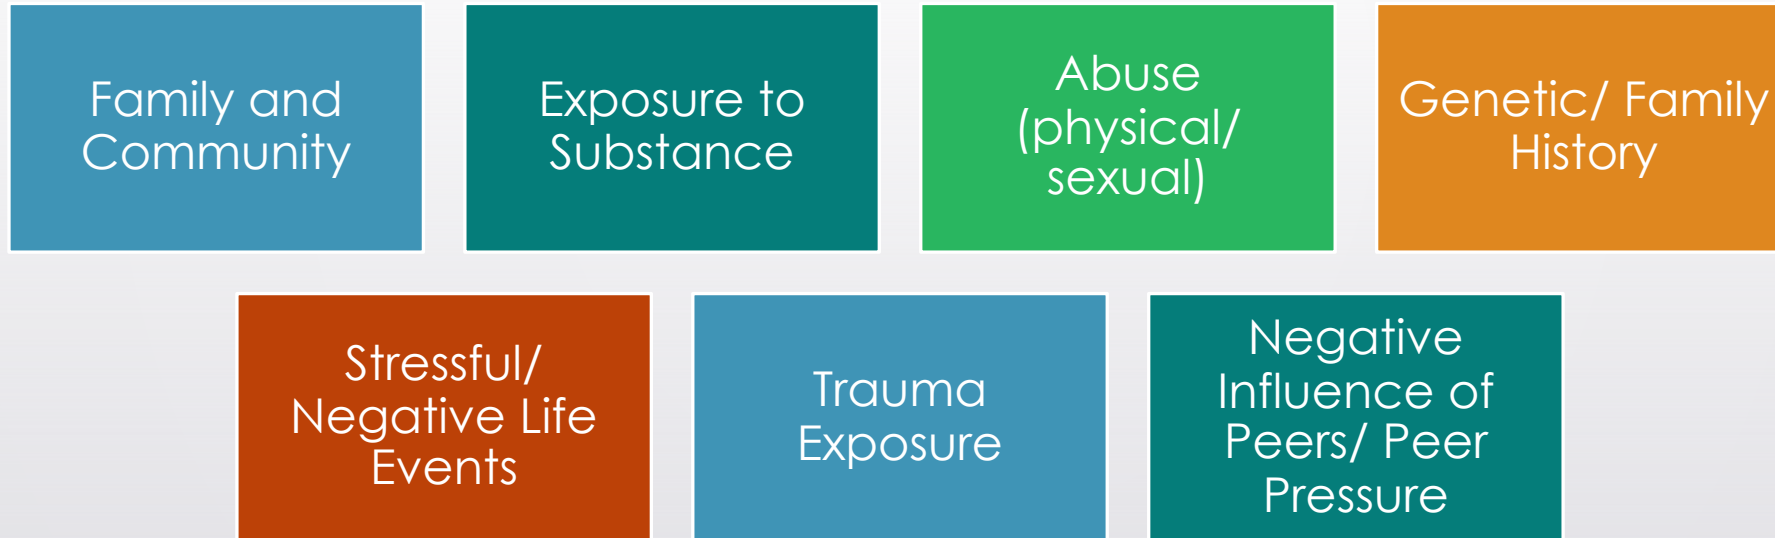 Family and
Community
Exposure to
Substance
Abuse
(physical/
sexual)
Genetic/ Family
History
Stressful/
Negative Life
Events
Trauma
Exposure
Negative
Influence of
Peers/ Peer
Pressure